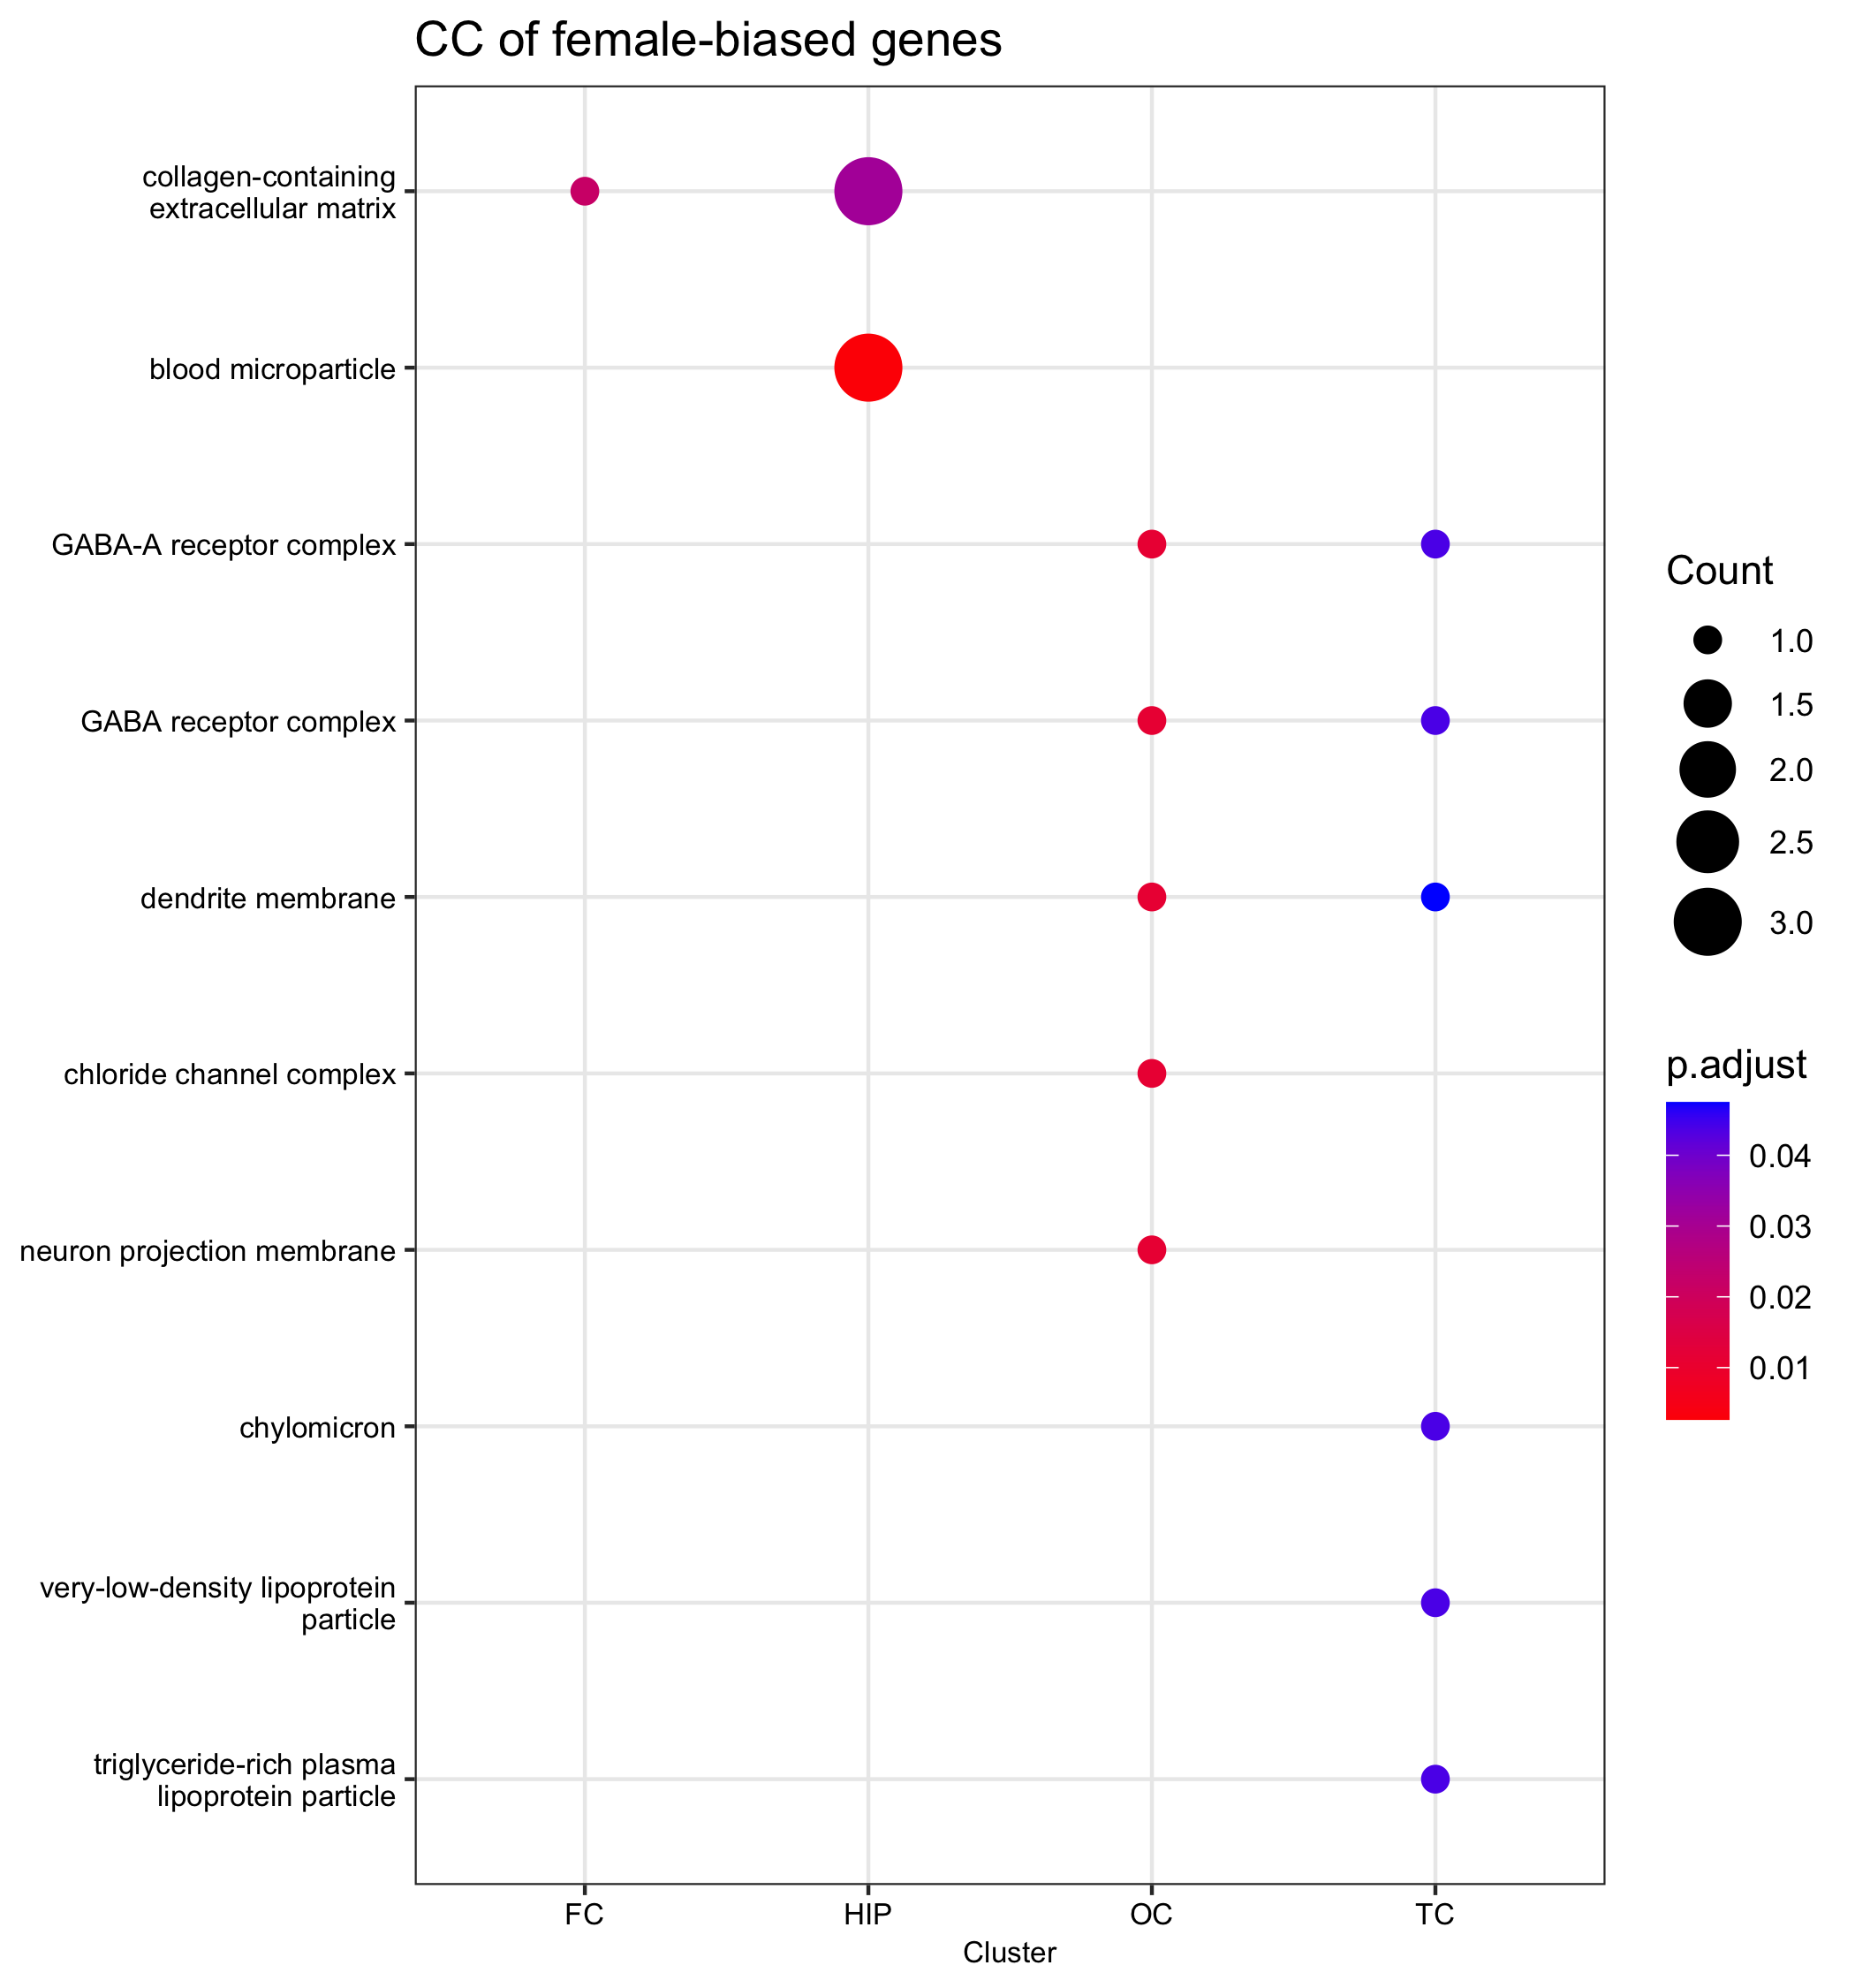 CC of female-biased genes
collagen-containing
extracellular matrix
blood microparticle
GABA-A receptor complex
GABA receptor complex
dendrite membrane
chloride channel complex
neuron projection membrane
chylomicron
very-low-density lipoprotein
particle
triglyceride-rich plasma
lipoprotein particle
FC HIP OC TC
Cluster
Count
1.0
1.5
2.0
2.5
3.0
p.adjust
0.04
0.03
0.02
0.01